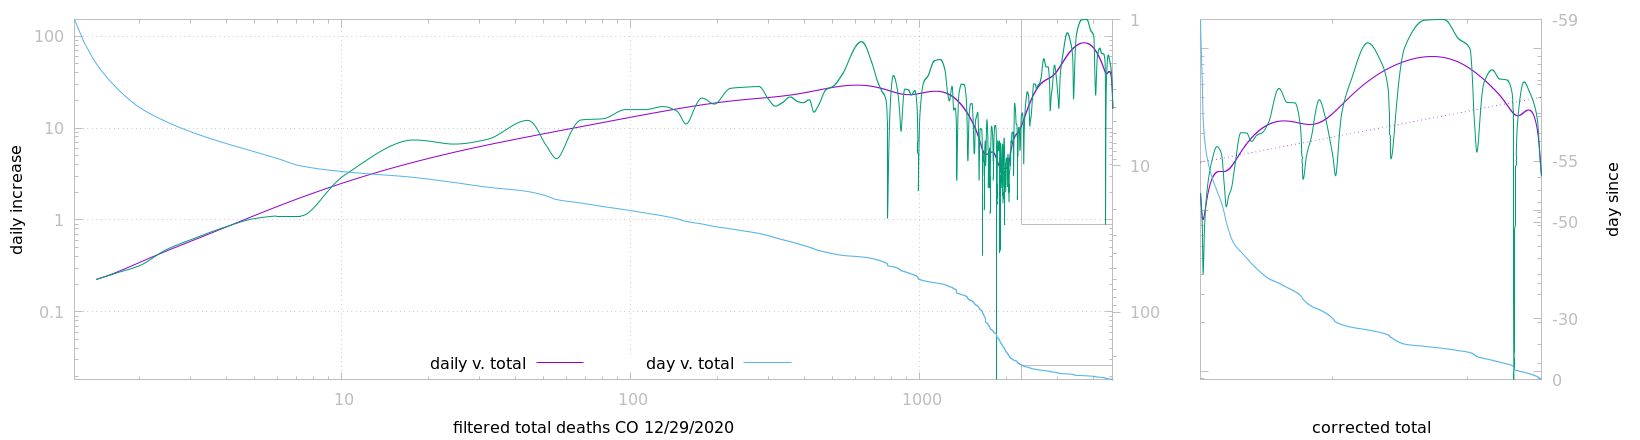 100
10
1
0.1
daily increase
1
10
100
daily v. total
day v. total
10
100
1000
filtered total deaths CO 12/29/2020
-59
-55
-50
-30
0
day since
corrected total